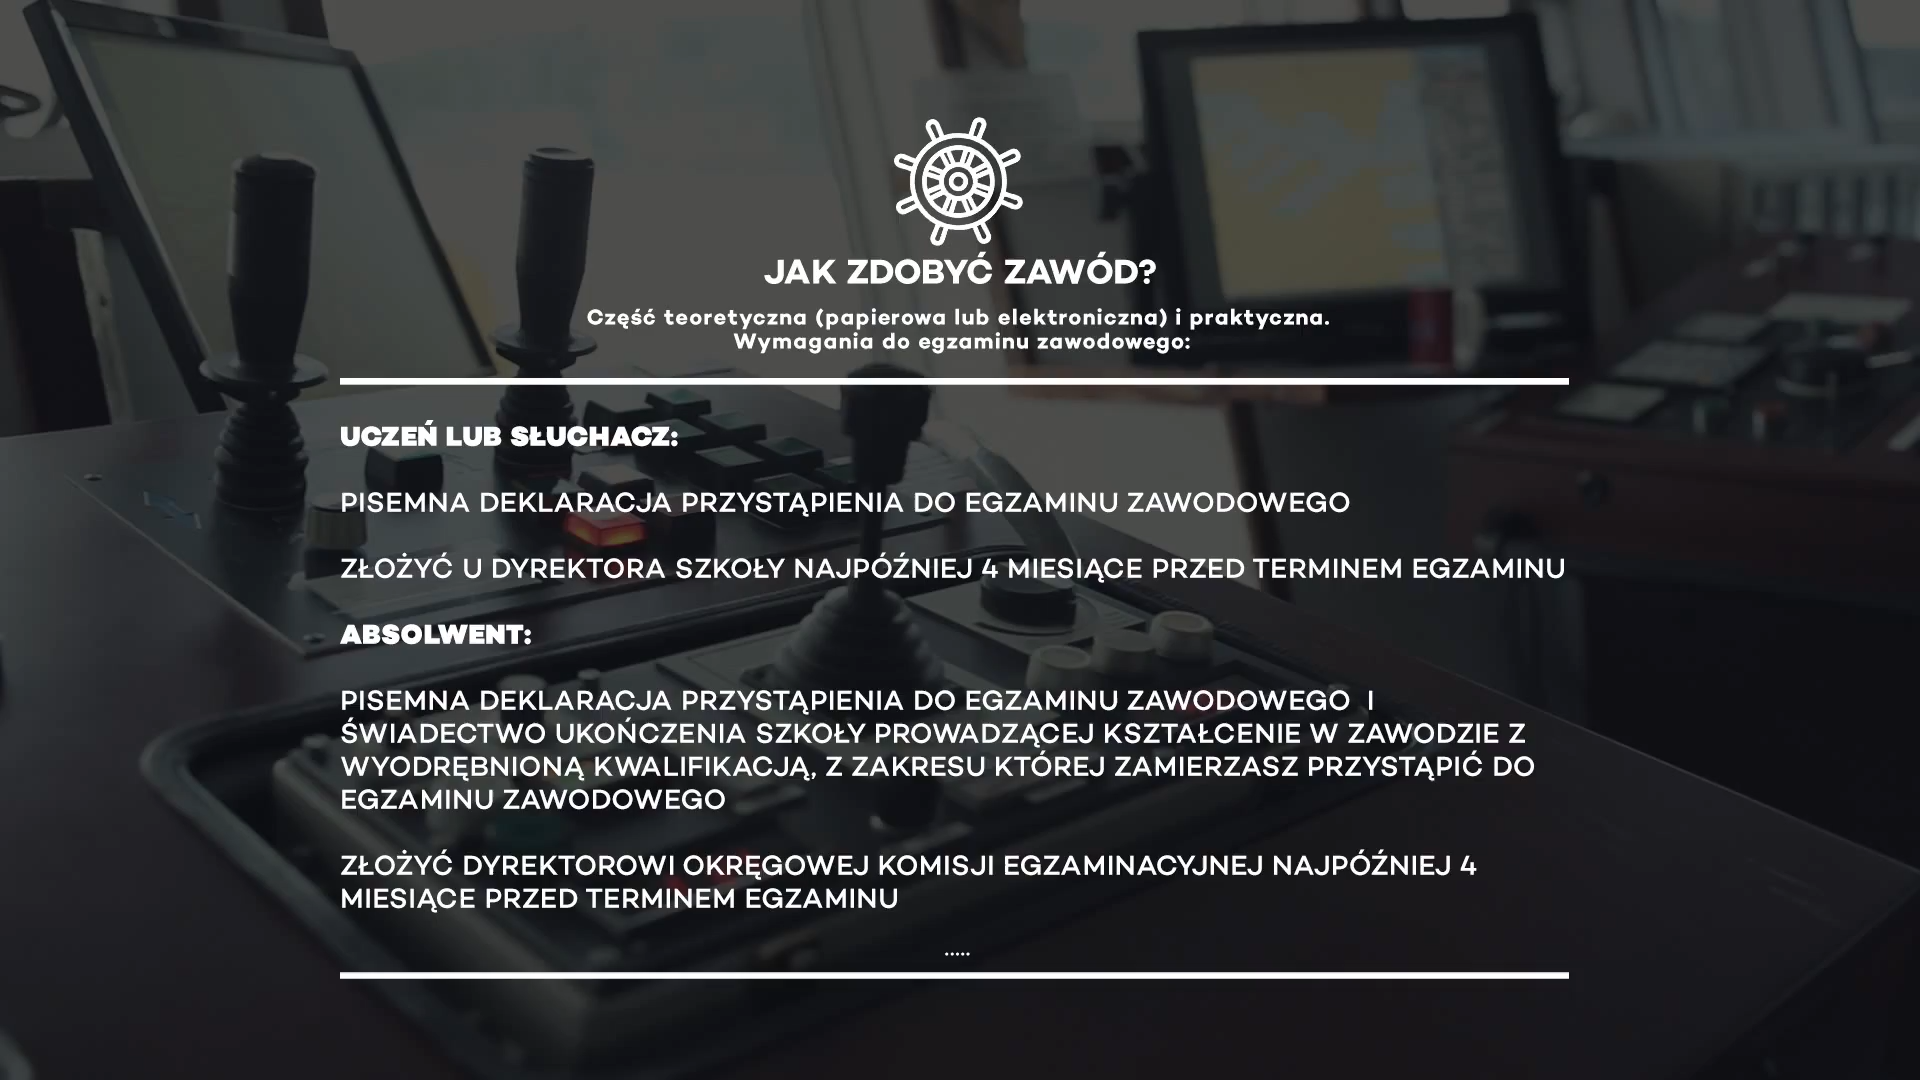 JAK ZDOBYĆ ZAWÓD?
Część teoretyczna (papierowa lub elektroniczna) i praktyczna.
Wymagania do egzaminu zawodowego:
UCZEŃ LUB SŁUCHACZ:
PISEMNA DEKLARACJA PRZYSTĄPIENIA DO EGZAMINU ZAWODOWEGO
ZŁOŻYĆ U DYREKTORA SZKOŁY NAJPÓŹNIEJ 4 MIESIĄCE PRZED TERMINEM EGZAMINU
ABSOLWENT:
PISEMNA DEKLARACJA PRZYSTĄPIENIA DO EGZAMINU ZAWODOWEGO I
ŚWIADECTWO UKOŃCZENIA SZKOŁY PROWADZĄCEJ KSZTAŁCENIE W ZAWODZIE Z
WYODRĘBNIONĄ KWALIFIKACJĄ, Z ZAKRESU KTÓREJ ZAMIERZASZ PRZYSTĄPIĆ DO
EGZAMINU ZAWODOWEGO
ZŁOŻYĆ DYREKTOROWI OKRĘGOWEJ KOMISJI EGZAMINACYJNEJ NAJPÓŹNIEJ 4
MIESIĄCE PRZED TERMINEM EGZAMINU
.....